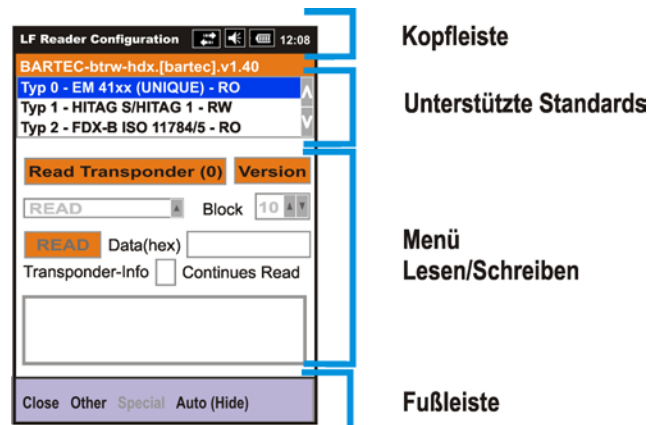 LF Reader Configuration 12:08
Kopfleiste
BARTEC-btrw-hdx.[bartec].v1.40
Typ 0 - EM 41xx (UNIQUE) - RO
Typ 1 - HITAG S/HITAG 1 - RW
Typ 2 - FDX-B ISO 11784/5 - RO
Unterstützte Standards
Read Transponder (0) Version
READ Block 10
READ Data(hex)
Transponder-Info Continues Read
Menü
Lesen/Schreiben
Close Other Special Auto (Hide)
Fußleiste